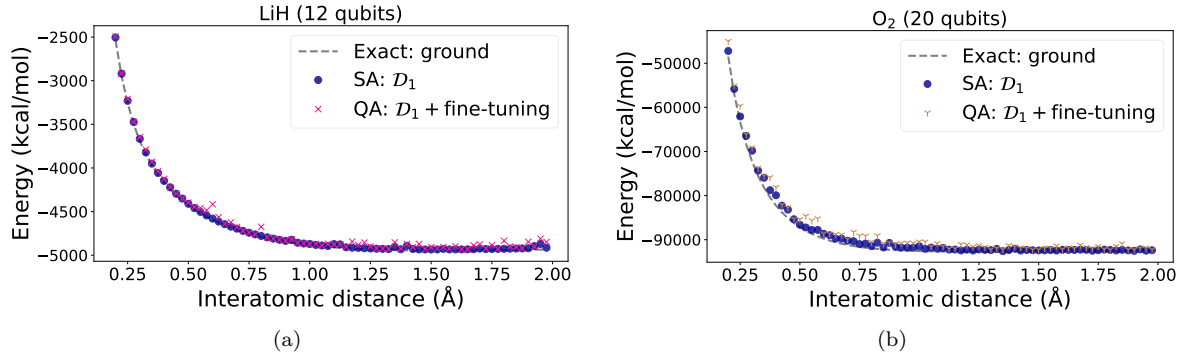 LiH (12 qubits)
−2500
−3000
−3500
−4000
−4500
−5000
Energy (kcal/mol)
Exact: ground
SA: 𝒟₁
QA: 𝒟₁ + fine-tuning
0.25 0.50 0.75 1.00 1.25 1.50 1.75 2.00
Interatomic distance (Å)
(a)
O₂ (20 qubits)
−50000
−60000
−70000
−80000
−90000
Energy (kcal/mol)
Exact: ground
SA: 𝒟₁
QA: 𝒟₁ + fine-tuning
0.25 0.50 0.75 1.00 1.25 1.50 1.75 2.00
Interatomic distance (Å)
(b)